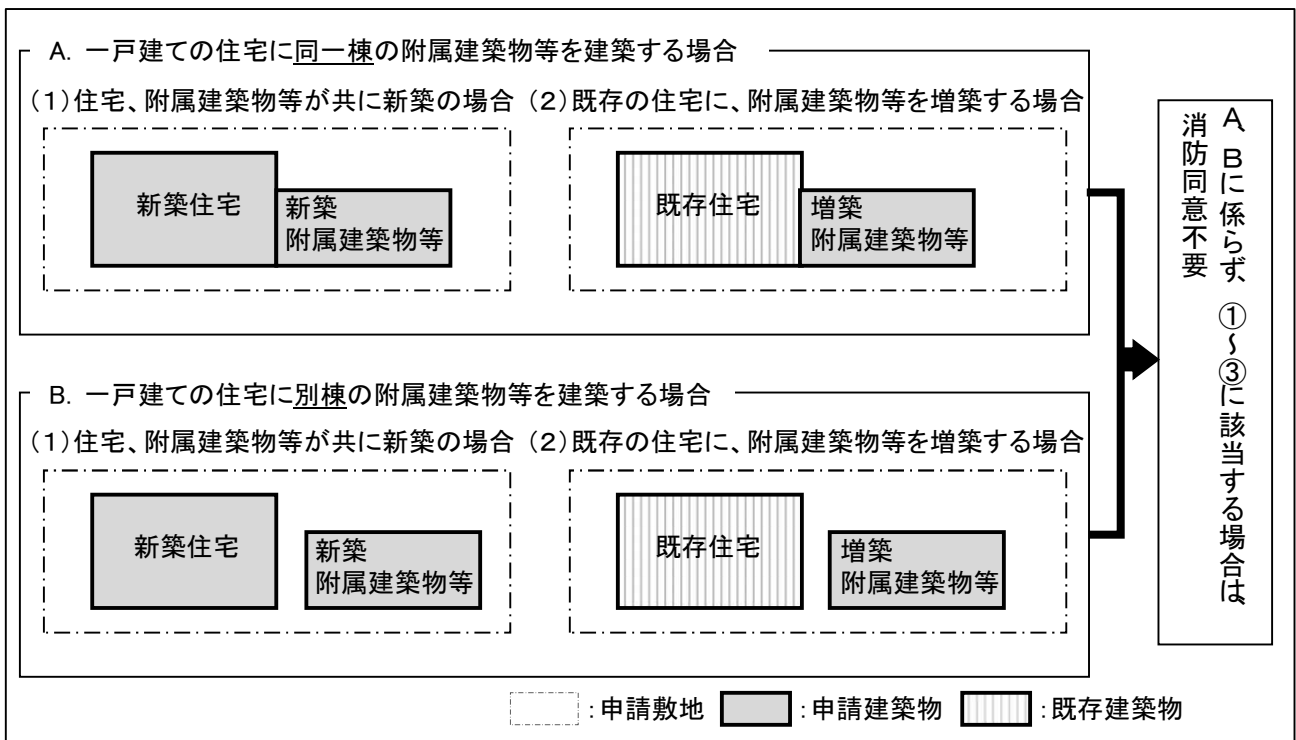 A. 一戸建ての住宅に同一棟の附属建築物等を建築する場合
(1)住宅、附属建築物等が共に新築の場合
新築住宅
新築
附属建築物等
(2)既存の住宅に、附属建築物等を増築する場合
既存住宅
増築
附属建築物等
B. 一戸建ての住宅に別棟の附属建築物等を建築する場合
(1)住宅、附属建築物等が共に新築の場合
新築住宅
新築
附属建築物等
(2)既存の住宅に、附属建築物等を増築する場合
既存住宅
増築
附属建築物等
A、Bに係らず、①~③に該当する場合は、
消防同意不要
:申請敷地 :申請建築物 :既存建築物